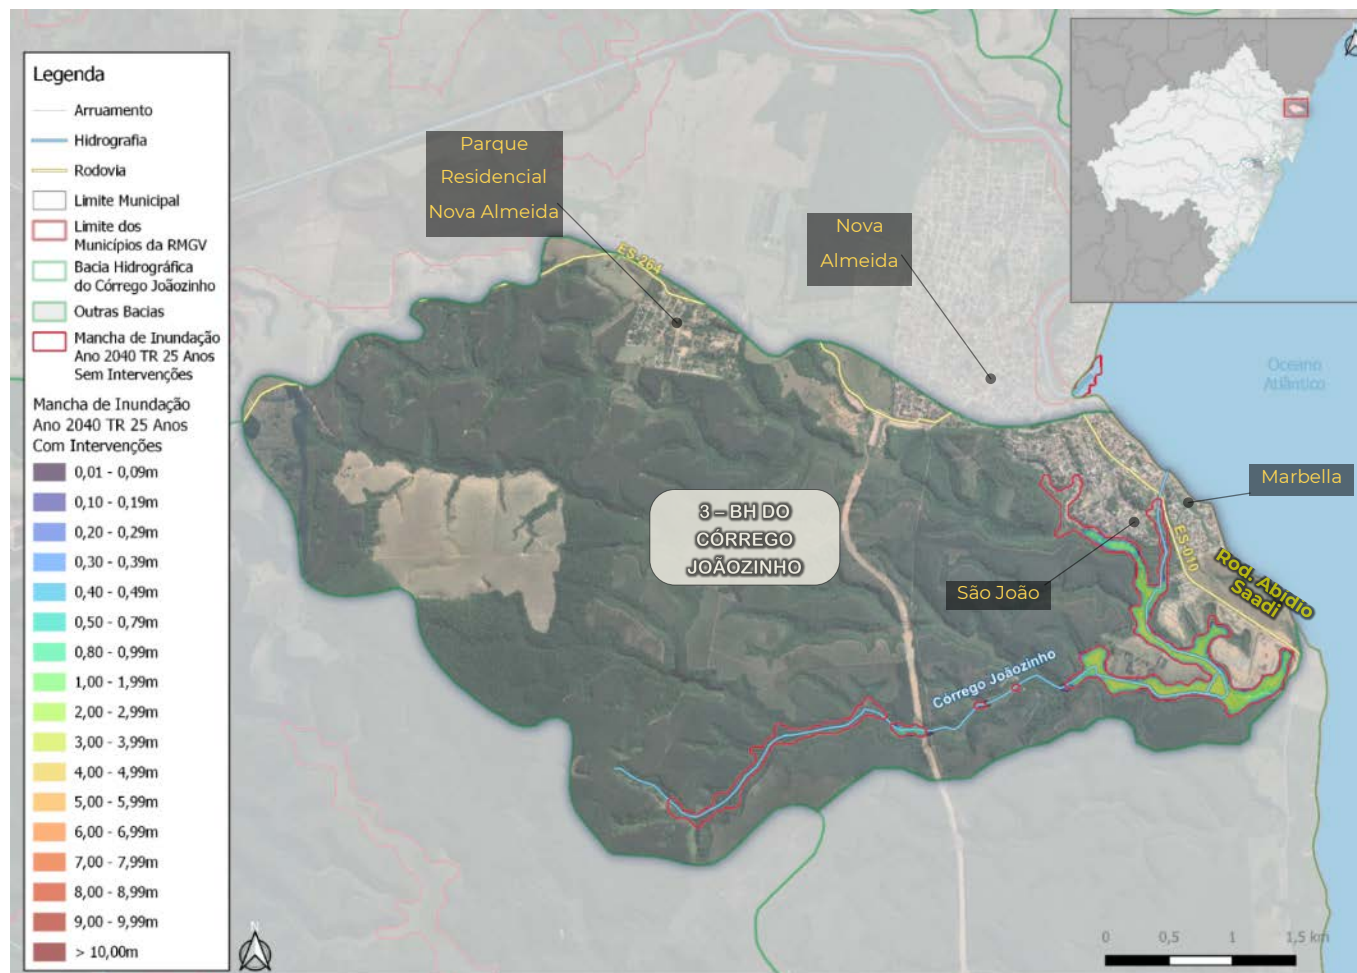 Legenda
Arruamento
Hidrografia
Rodovia
Limite Municipal
Limite dos
Municípios da RMGV
Bacia Hidrográfica
do Córrego Joãozinho
Outras Bacias
Mancha de Inundação
Ano 2040 TR 25 Anos
Sem Intervenções
Mancha de Inundação
Ano 2040 TR 25 Anos
Com Intervenções
0,01 - 0,09m
0,10 - 0,19m
0,20 - 0,29m
0,30 - 0,39m
0,40 - 0,49m
0,50 - 0,79m
0,80 - 0,99m
1,00 - 1,99m
2,00 - 2,99m
3,00 - 3,99m
4,00 - 4,99m
5,00 - 5,99m
6,00 - 6,99m
7,00 - 7,99m
8,00 - 8,99m
9,00 - 9,99m
> 10,00m
Parque
Residencial
Nova Almeida
ES-264
Nova
Almeida
Oceano
Atlântico
Marbella
3 – BH DO
CÓRREGO
JOÃOZINHO
ES-010
São João
Rod. Abidio
Saadi
Córrego Joãozinho
N
0 0,5 1 1,5 km